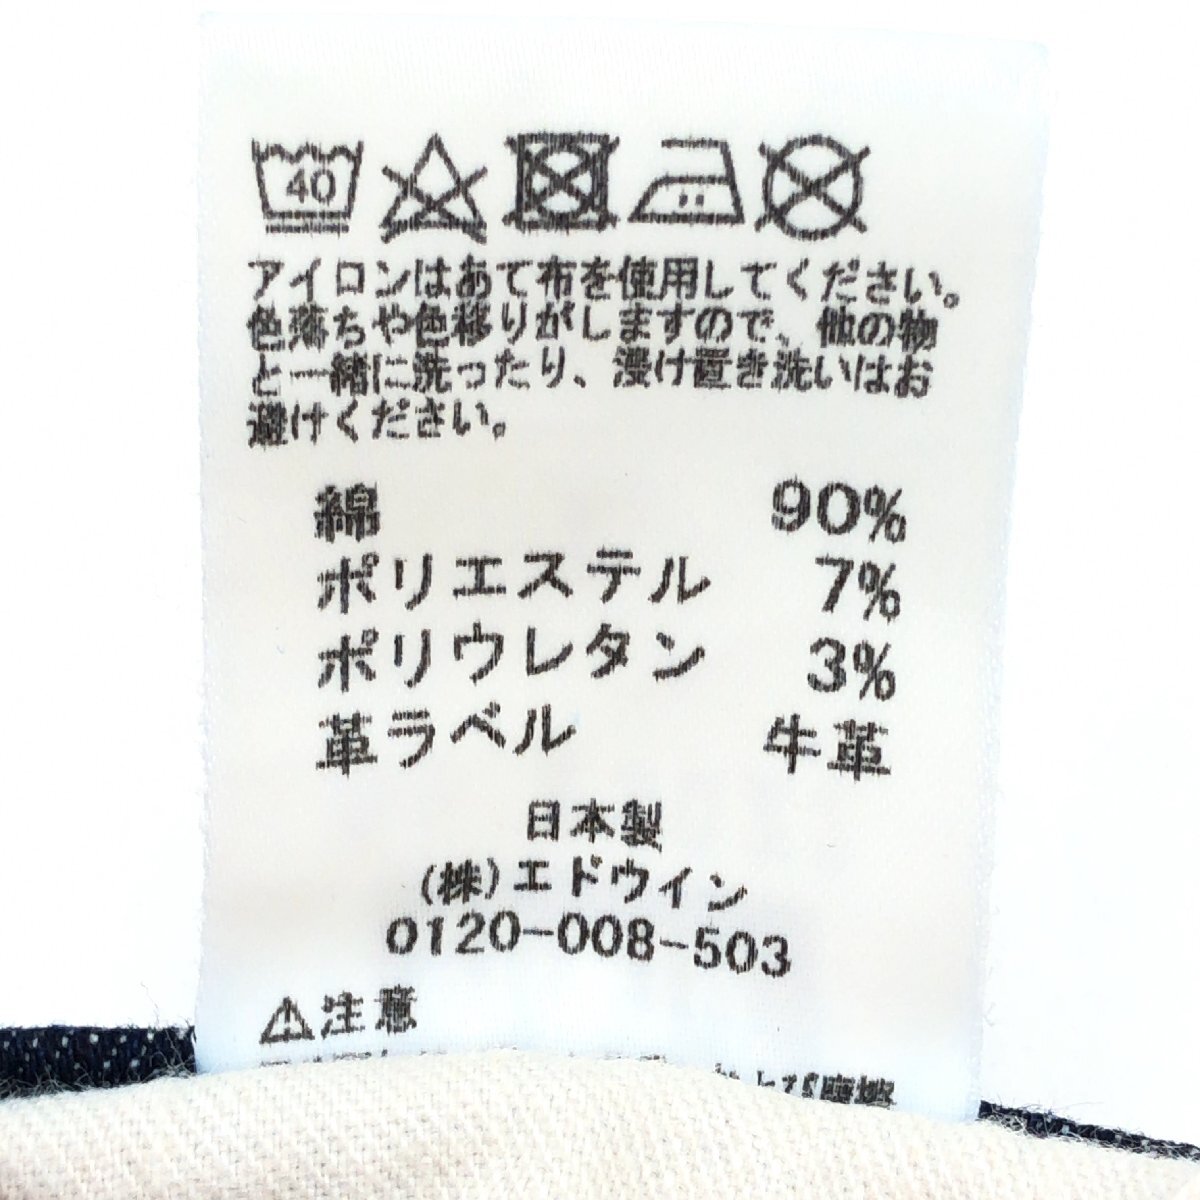 40
アイロンはあて布を使用してください。
色落ちや色移りがしますので、他の物
と一緒に洗ったり、浸け置き洗いはお
避けください。
綿 90%
ポリエステル 7%
ポリウレタン 3%
革ラベル 牛革
日本製
(株)エドウイン
0120-008-503
注意